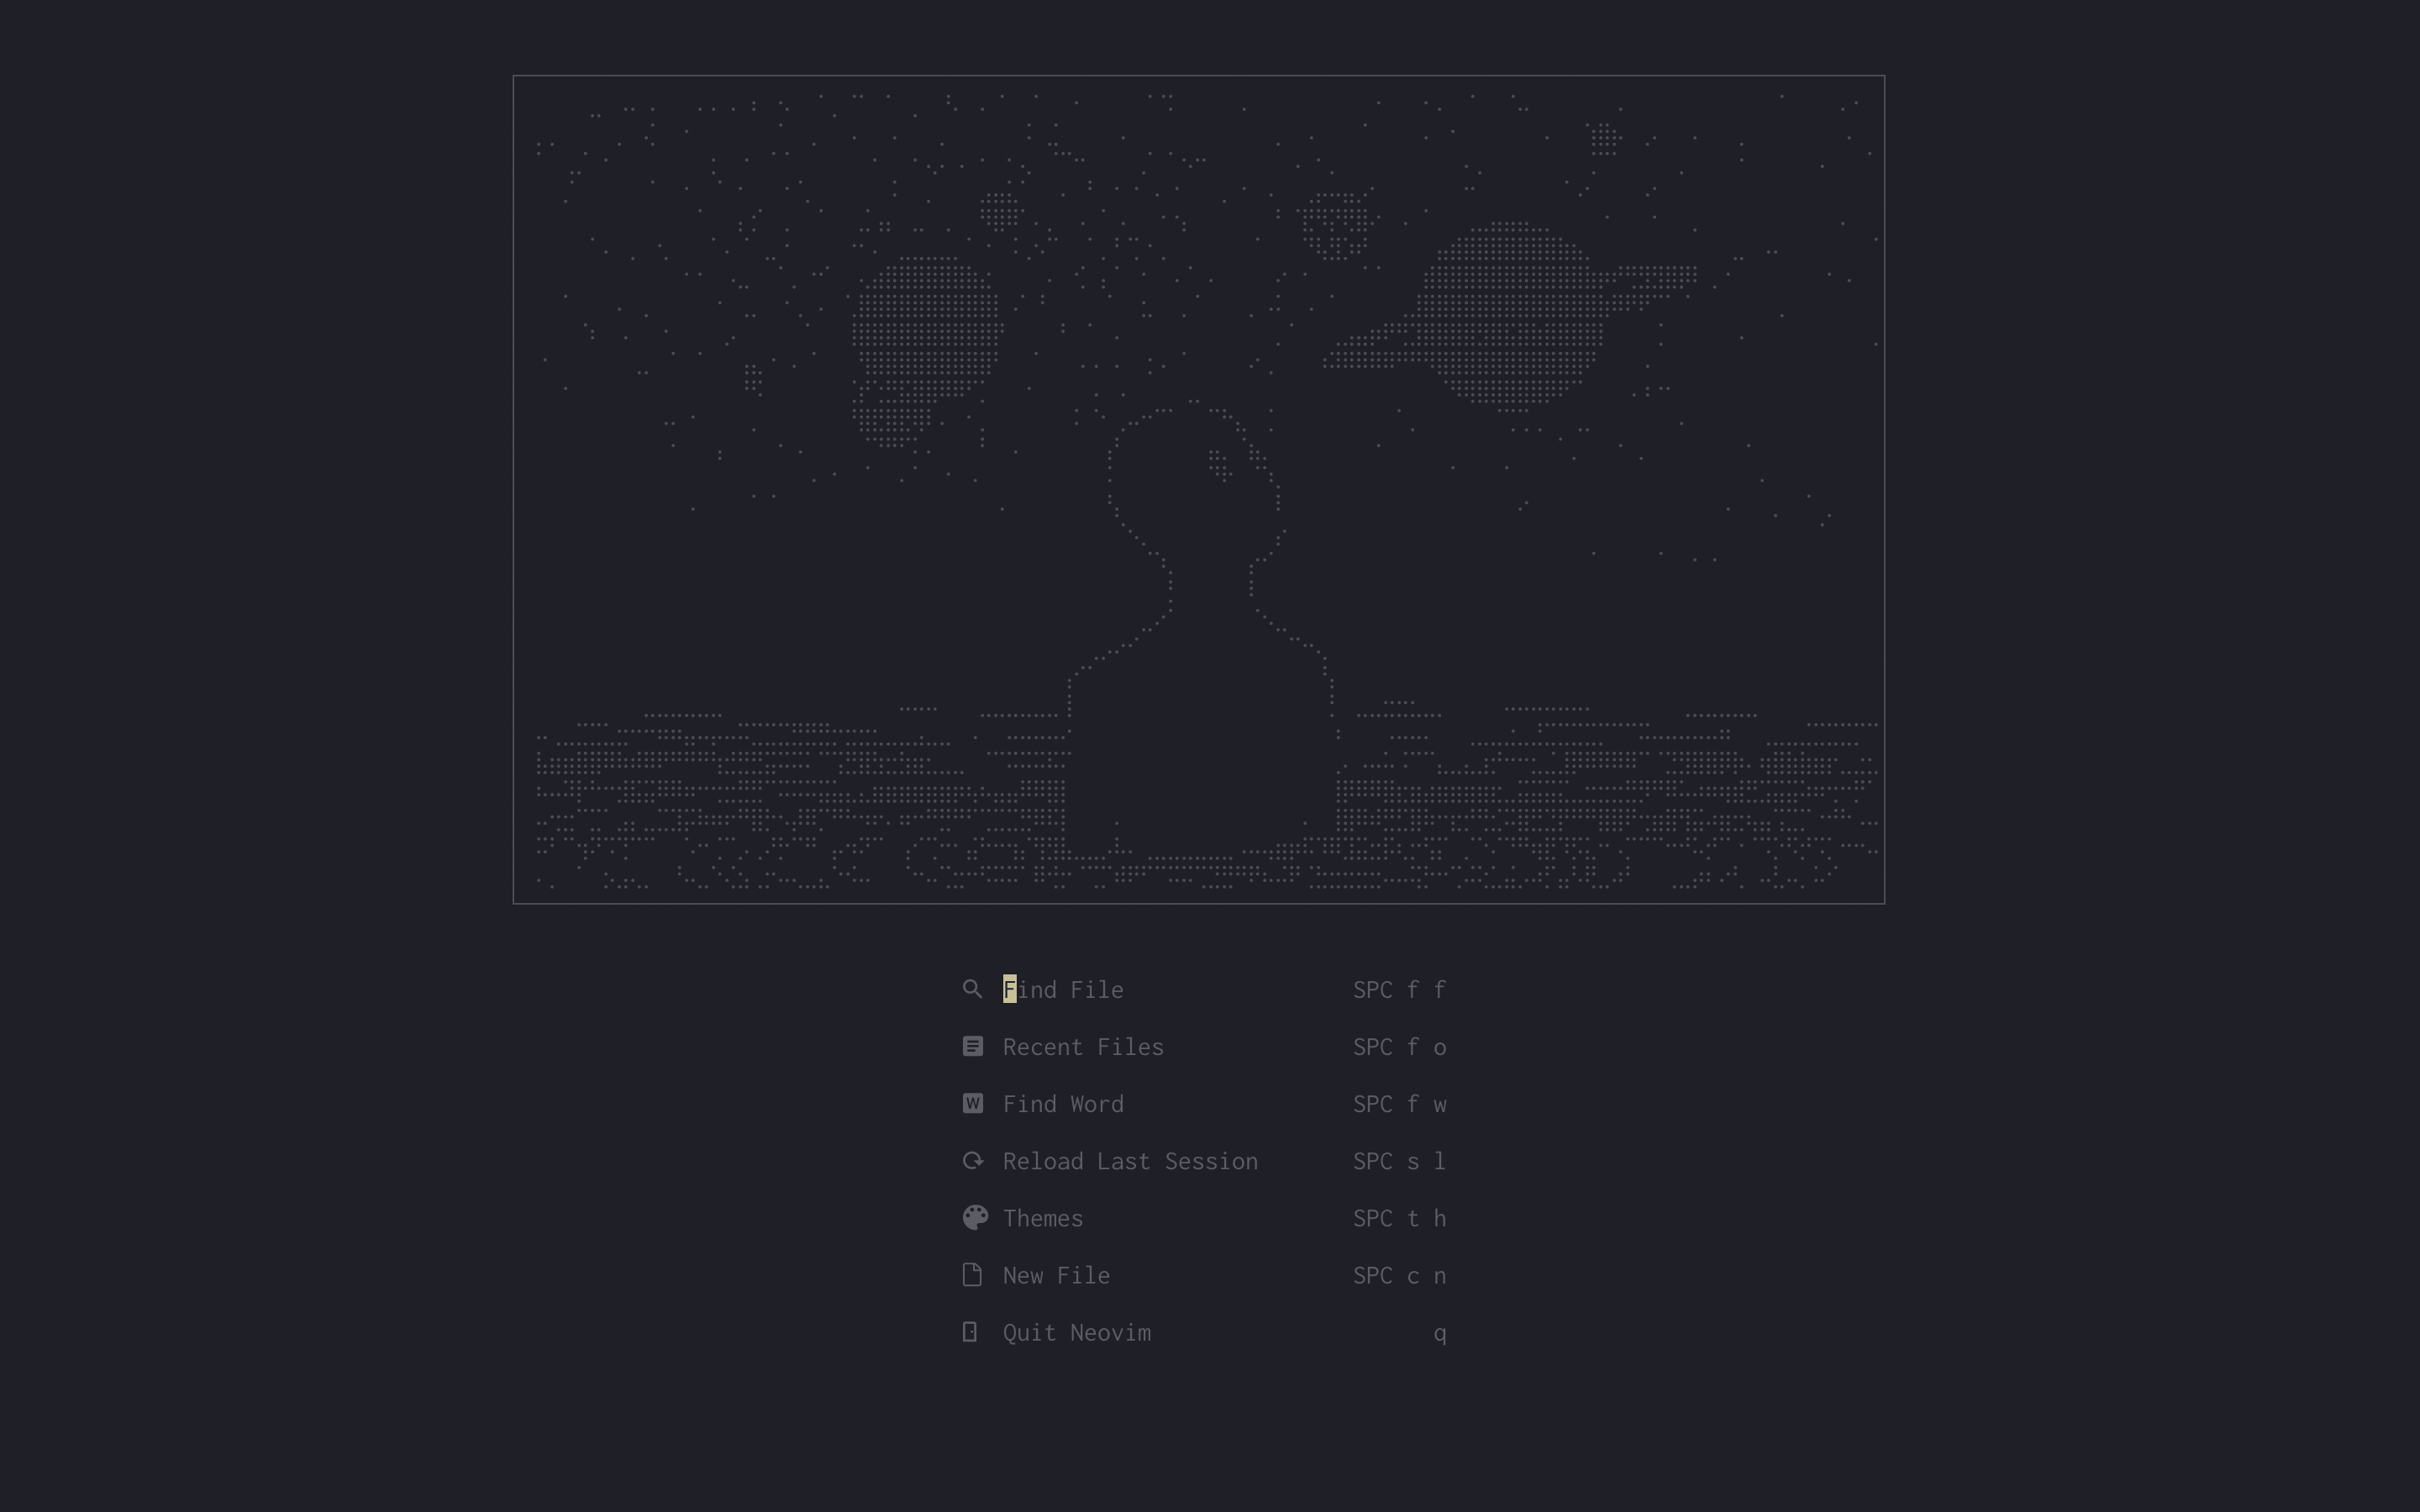 Find File SPC f f
Recent Files SPC f o
W Find Word SPC f w
Reload Last Session SPC s l
Themes SPC t h
New File SPC c n
Quit Neovim q